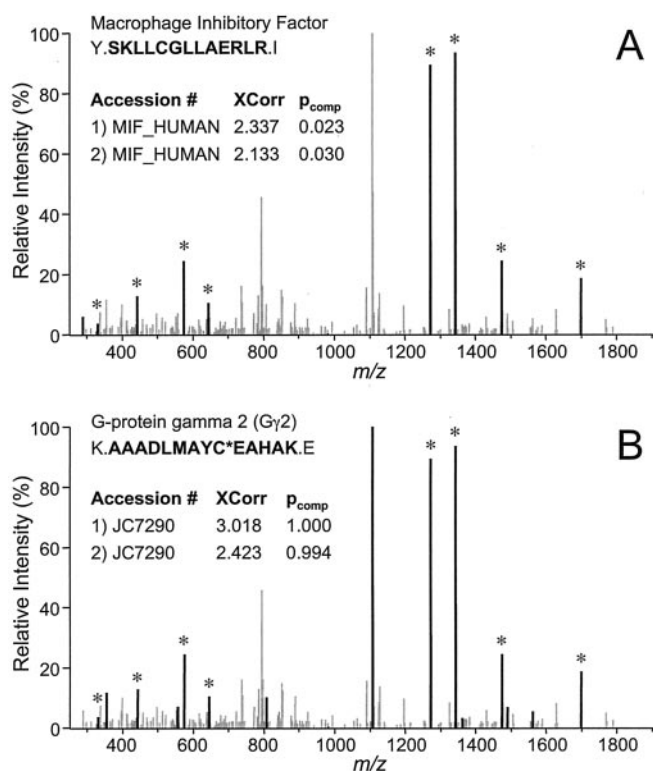 Macrophage Inhibitory Factor
Y.SKLLCGLLAERLR.I
A
Accession # XCorr pcomp
1) MIF_HUMAN 2.337 0.023
2) MIF_HUMAN 2.133 0.030
Relative Intensity (%)
100
80
60
40
20
0
* * * * * * * *
400 600 800 1000 1200 1400 1600 1800
m/z
G-protein gamma 2 (Gγ2)
K.AAADLMAYC*EAHAK.E
B
Accession # XCorr pcomp
1) JC7290 3.018 1.000
2) JC7290 2.423 0.994
Relative Intensity (%)
100
80
60
40
20
0
* * * * * * * *
400 600 800 1000 1200 1400 1600 1800
m/z